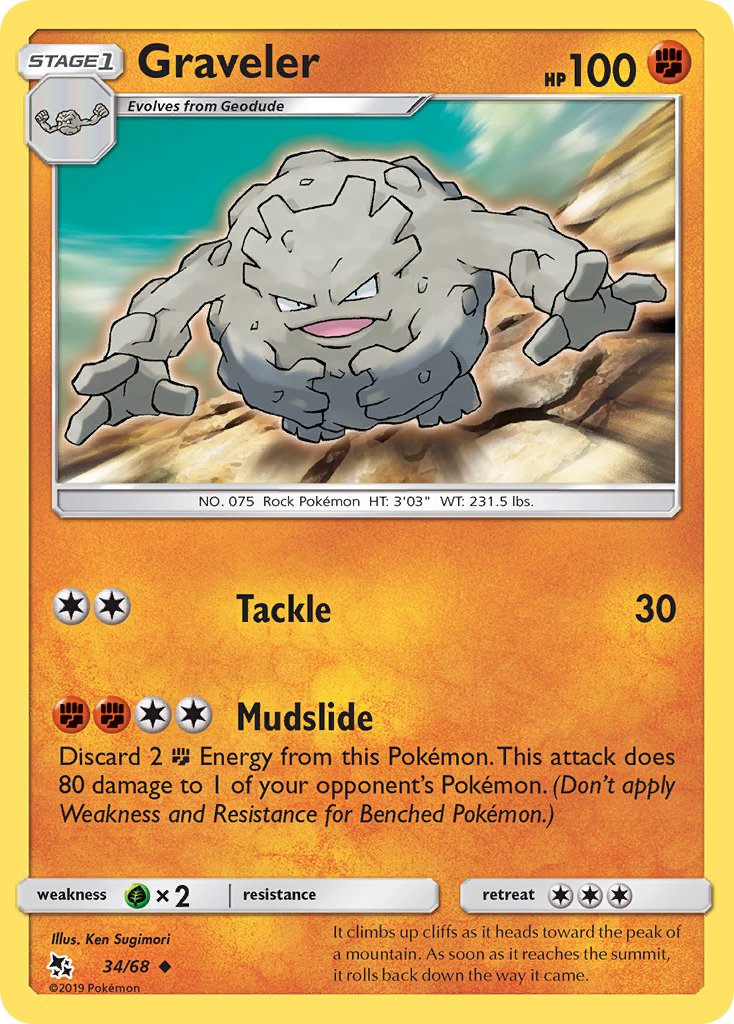 STAGE1
Graveler
HP100
Evolves from Geodude
NO. 075 Rock Pokémon HT: 3'03" WT: 231.5 lbs.
Tackle 30
Mudslide
Discard 2 Energy from this Pokémon. This attack does
80 damage to 1 of your opponent's Pokémon. (Don't apply
Weakness and Resistance for Benched Pokémon.)
weakness × 2 resistance retreat
Illus. Ken Sugimori
34/68
©2019 Pokémon
It climbs up cliffs as it heads toward the peak of
a mountain. As soon as it reaches the summit,
it rolls back down the way it came.